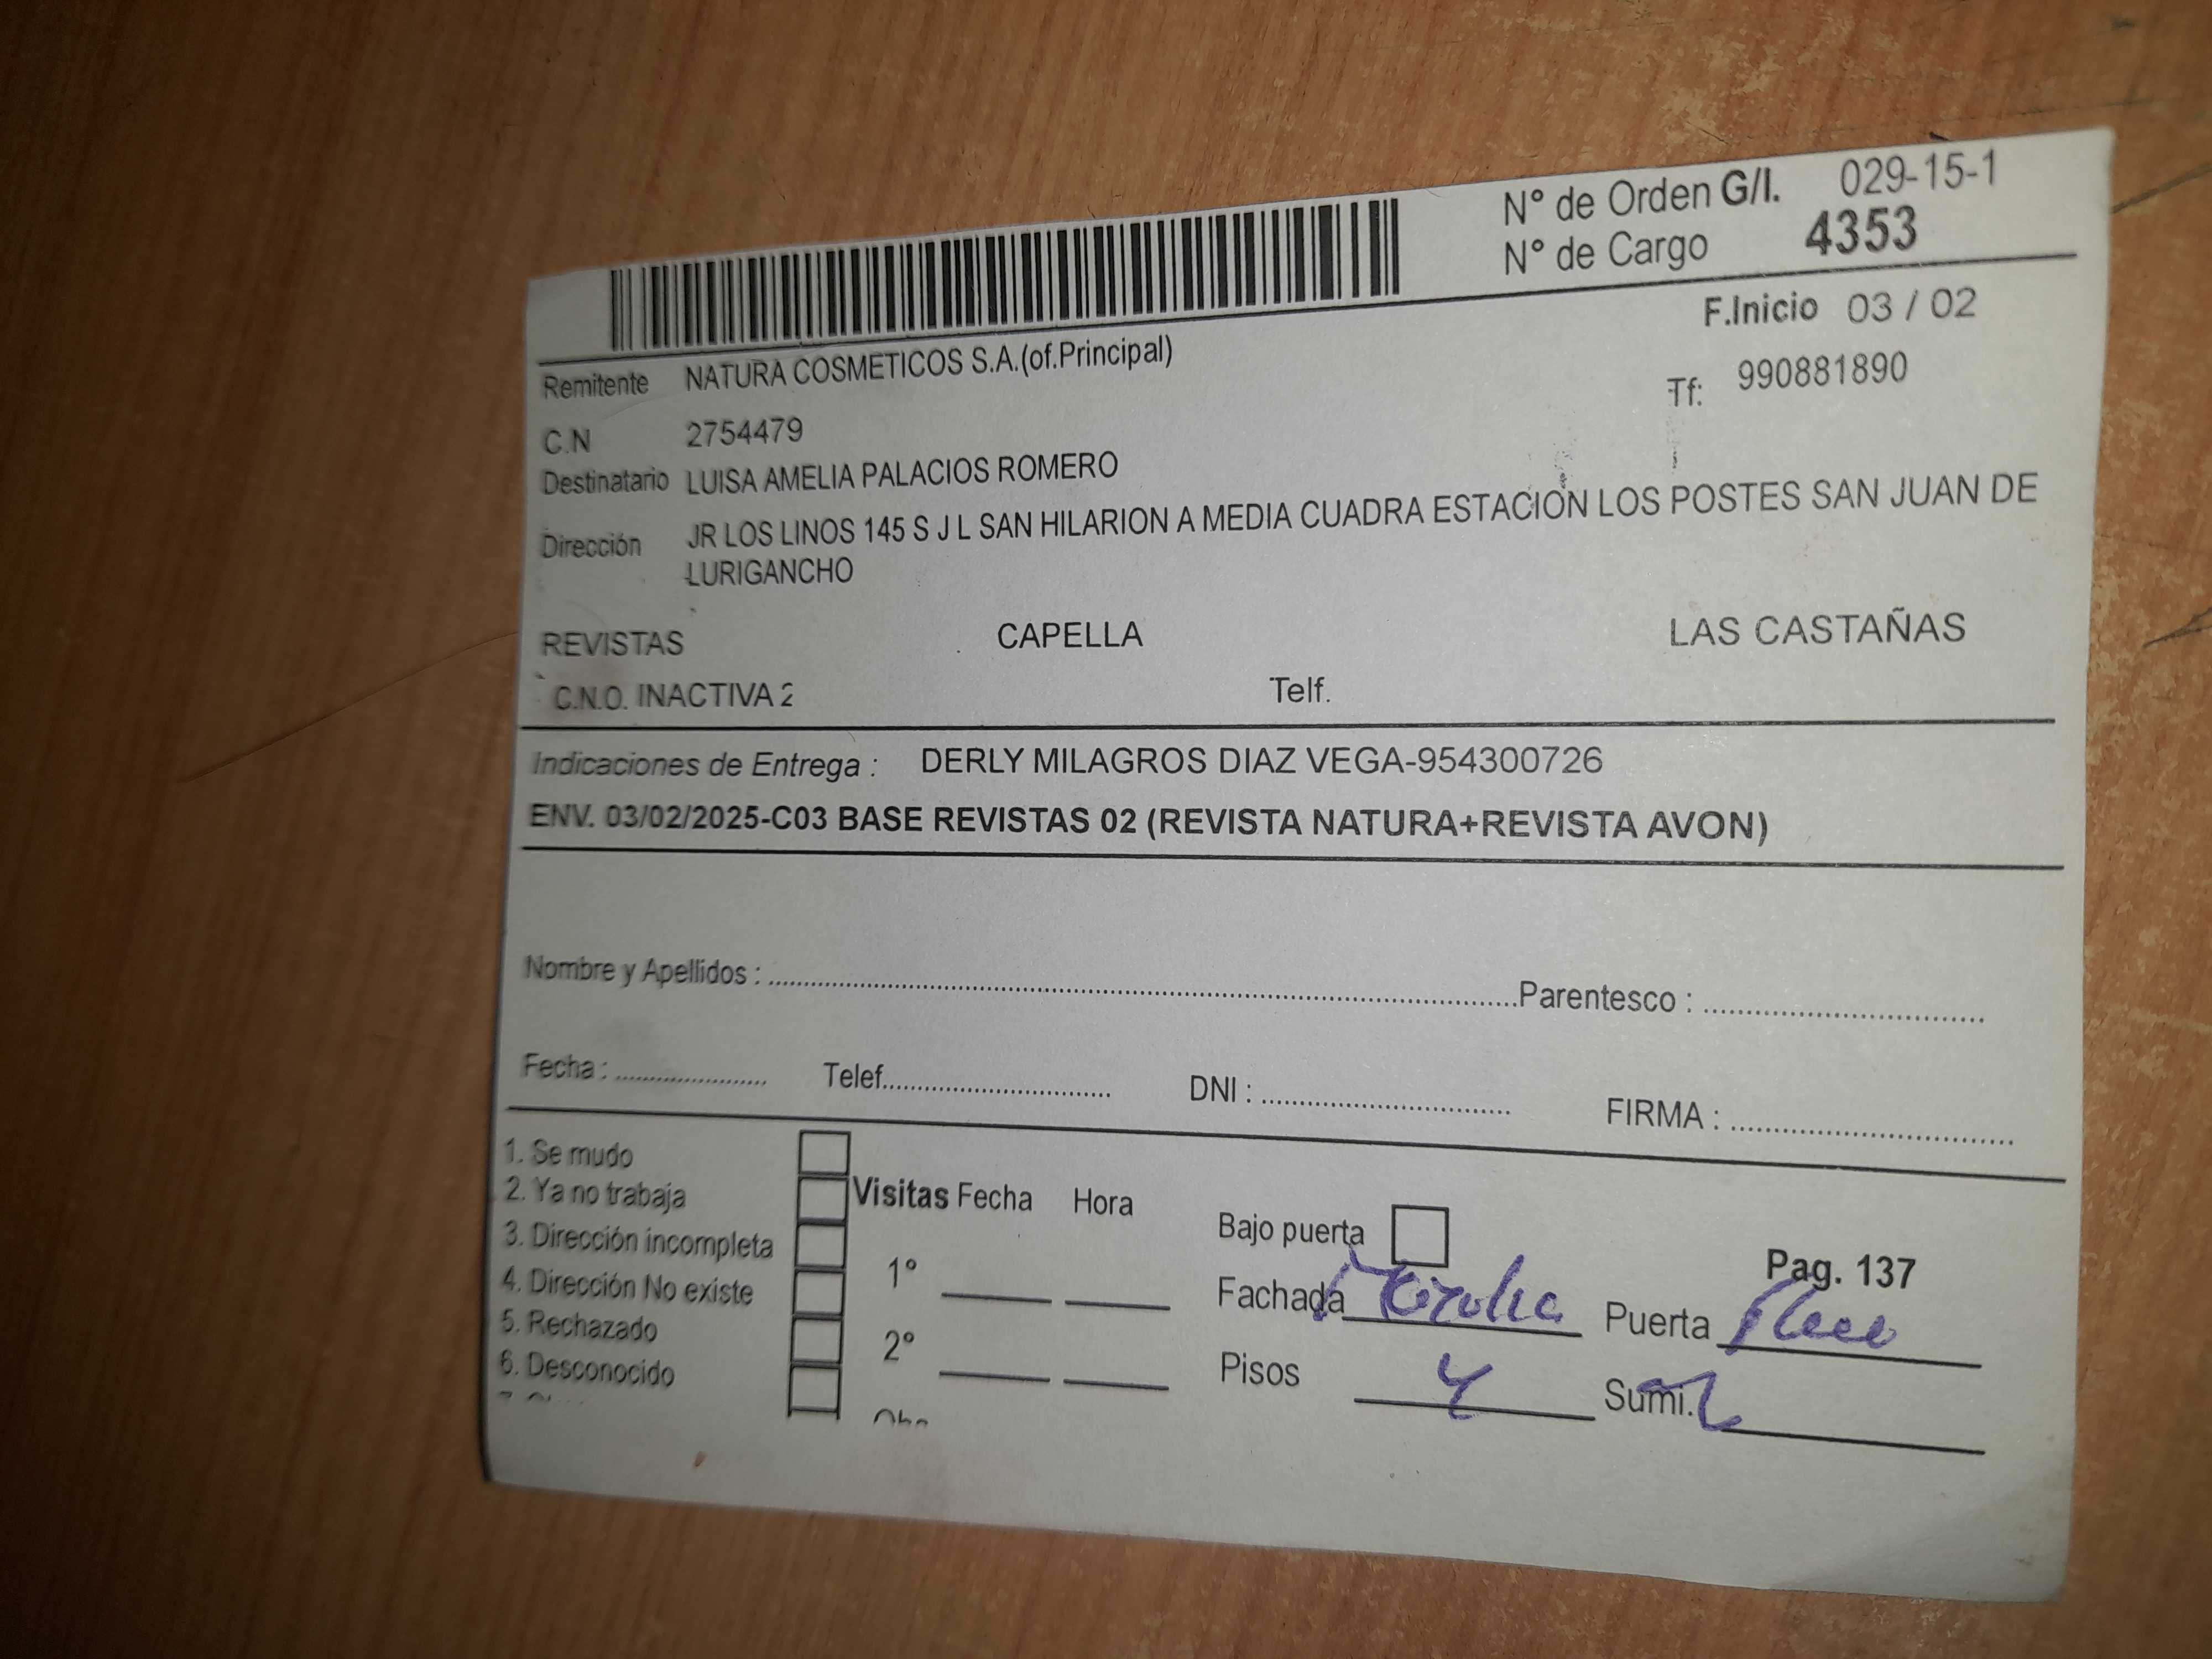 N° de Orden G/I. 029-15-1
N° de Cargo 4353
F.Inicio 03 / 02
Remitente NATURA COSMETICOS S.A.(of.Principal)
Tf: 990881890
C.N 2754479
Destinatario LUISA AMELIA PALACIOS ROMERO
Dirección JR LOS LINOS 145 S J L SAN HILARION A MEDIA CUADRA ESTACIÓN LOS POSTES SAN JUAN DE
LURIGANCHO
REVISTAS CAPELLA LAS CASTAÑAS
C.N.O. INACTIVA 2 Telf.
Indicaciones de Entrega : DERLY MILAGROS DIAZ VEGA-954300726
ENV. 03/02/2025-C03 BASE REVISTAS 02 (REVISTA NATURA+REVISTA AVON)
Nombre y Apellidos : Parentesco :
Fecha : Telef. DNI : FIRMA :
1. Se mudo
2. Ya no trabaja
3. Dirección incompleta
4. Dirección No existe
5. Rechazado
6. Desconocido
Visitas Fecha Hora
1°
2°
Bajo puerta
Pag. 137
Fachada Puerta
Pisos 4 Sumi.